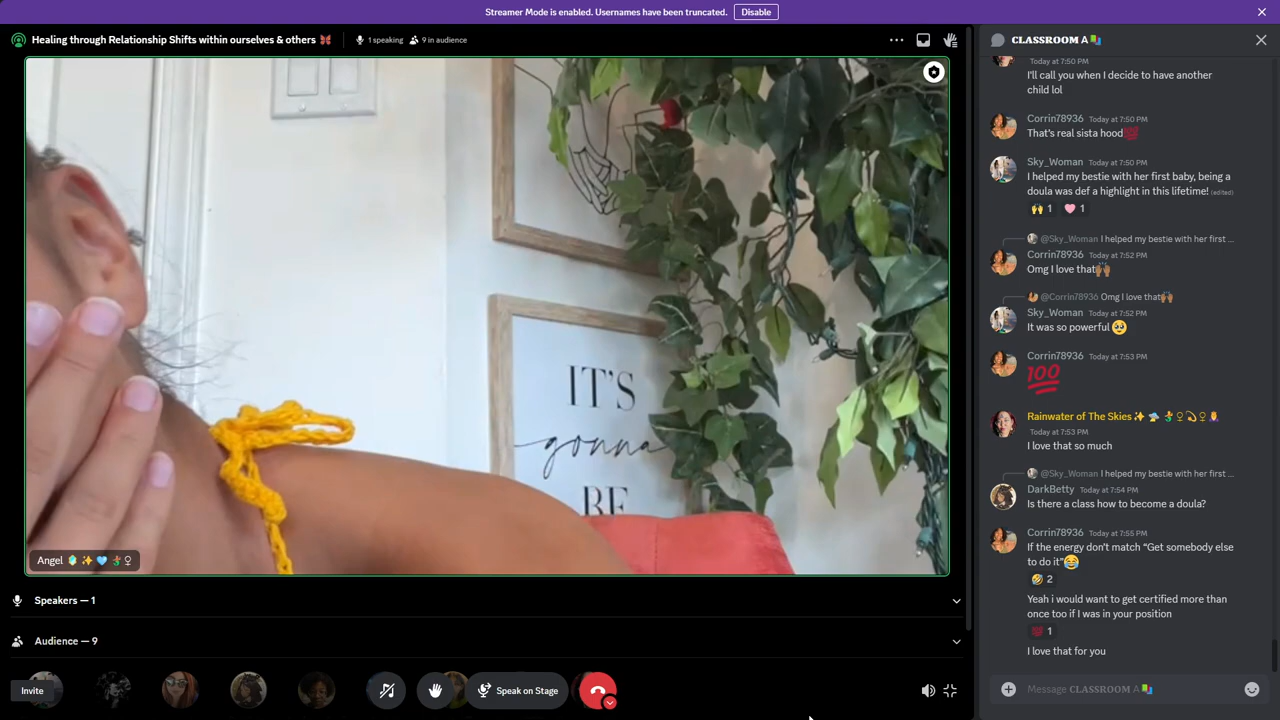 Streamer Mode is enabled. Usernames have been truncated.
Disable
Healing through Relationship Shifts within ourselves & others 🦋
1 speaking
9 in audience
IT'S
gonna
BE
Angel
Speakers — 1
Audience — 9
Invite
Speak on Stage
CLASSROOM A
Today at 7:50 PM
I'll call you when I decide to have another
child lol
Corrin78936 Today at 7:50 PM
That's real sista hood💯
Sky_Woman Today at 7:50 PM
I helped my bestie with her first baby, being a
doula was def a highlight in this lifetime! (edited)
🙌 1 🩷 1
@Sky_Woman I helped my bestie with her first ...
Corrin78936 Today at 7:52 PM
Omg I love that🙌🏾
@Corrin78936 Omg I love that🙌🏾
Sky_Woman Today at 7:52 PM
It was so powerful 🥹
Corrin78936 Today at 7:53 PM
💯
Rainwater of The Skies
Today at 7:53 PM
I love that so much
@Sky_Woman I helped my bestie with her first ...
DarkBetty Today at 7:54 PM
Is there a class how to become a doula?
Corrin78936 Today at 7:55 PM
If the energy don't match “Get somebody else
to do it”😂
🤣 2
Yeah i would want to get certified more than
once too if I was in your position
💯 1
I love that for you
Message CLASSROOM A